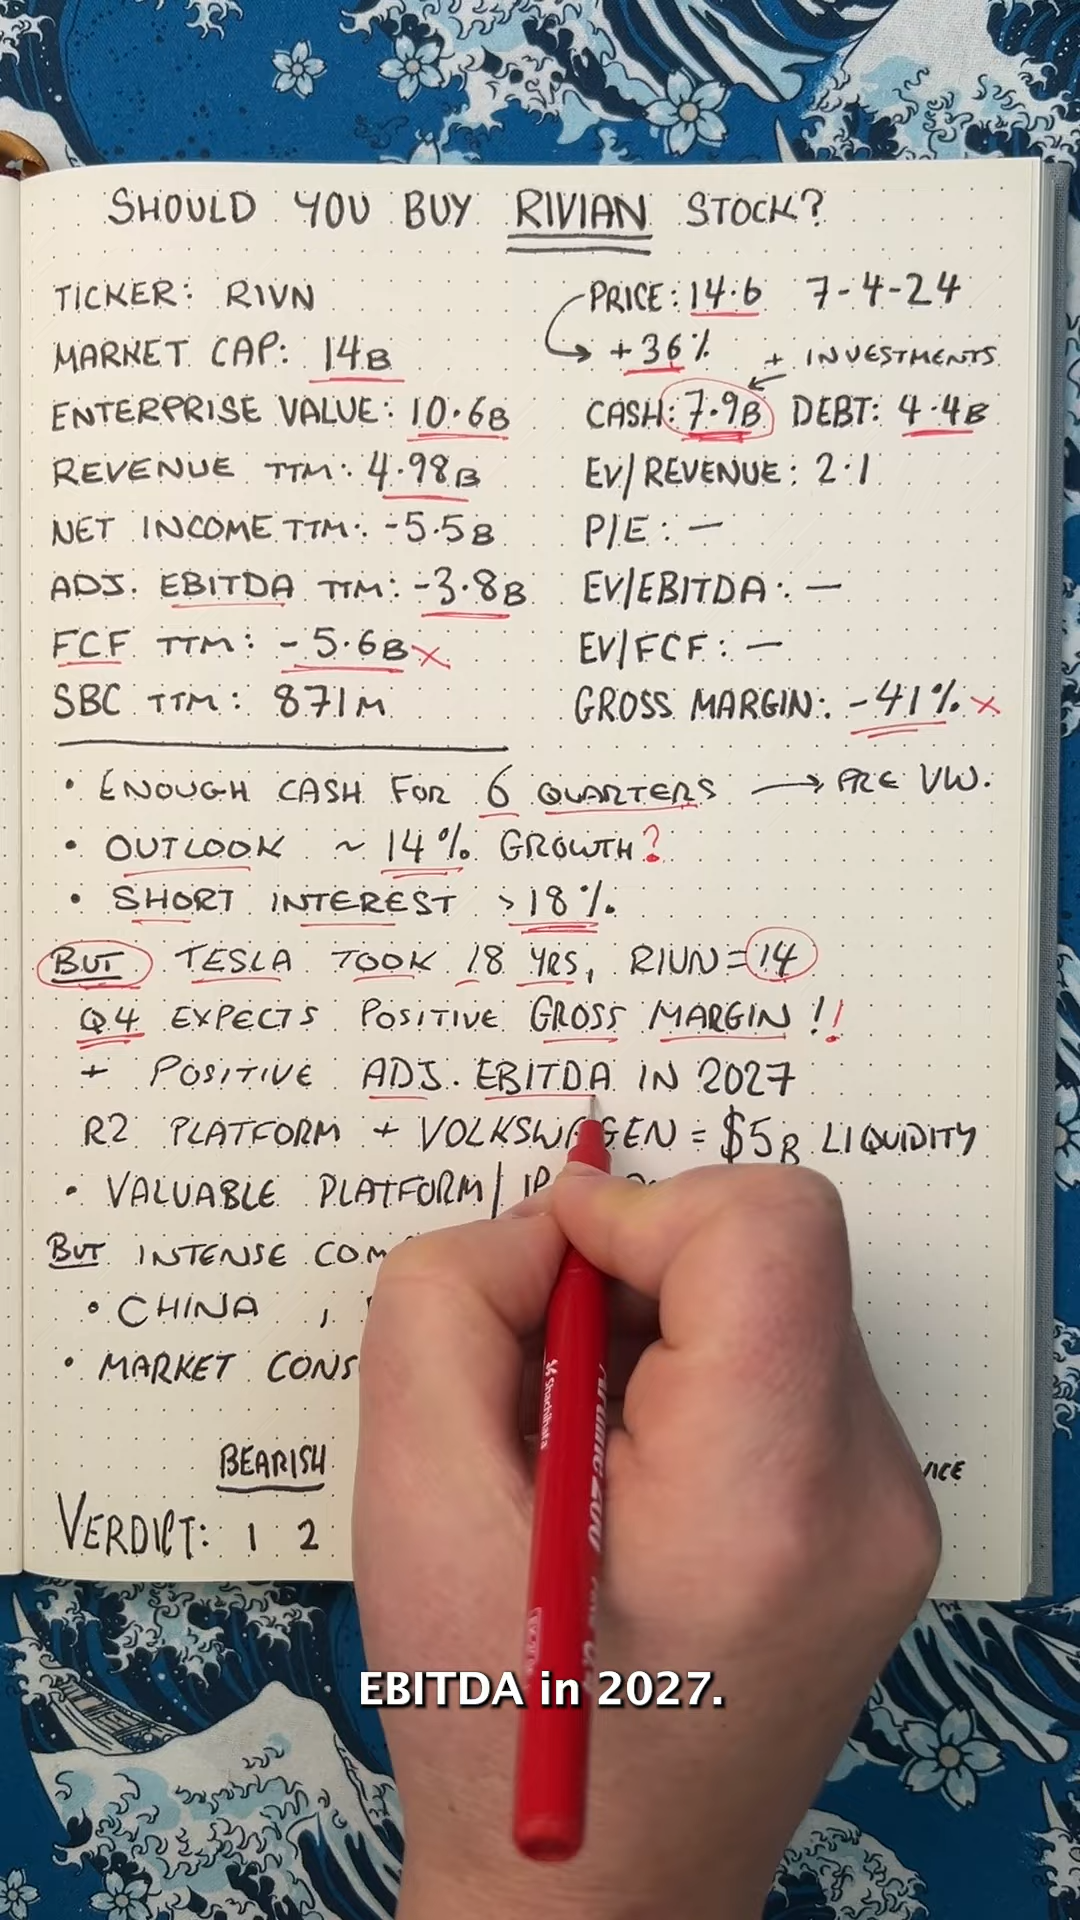 SHOULD YOU BUY RIVIAN STOCK?
TICKER: RIVN
PRICE: 14.6 7-4-24
MARKET CAP: 14B
+36% + INVESTMENTS
ENTERPRISE VALUE: 10.6B
CASH: 7.9B DEBT: 4.4B
REVENUE TTM: 4.98B
EV/REVENUE: 2.1
NET INCOME TTM: -5.5B
P/E: —
ADJ. EBITDA TTM: -3.8B
EV/EBITDA: —
FCF TTM: -5.6B x
EV/FCF: —
SBC TTM: 871M
GROSS MARGIN: -41% x
• ENOUGH CASH FOR 6 QUARTERS → PRE VW.
• OUTLOOK ~ 14% GROWTH?
• SHORT INTEREST >18%
BUT TESLA TOOK 18 YRS, RIVN = 14
Q4 EXPECTS POSITIVE GROSS MARGIN !!
+ POSITIVE ADJ. EBITDA IN 2027
R2 PLATFORM + VOLKSWAGEN = $5B LIQUIDITY
• VALUABLE PLATFORM/
BUT INTENSE
• CHINA ,
• MARKET
BEARISH
VERDICT: 1 2
EBITDA in 2027.
Shachihata